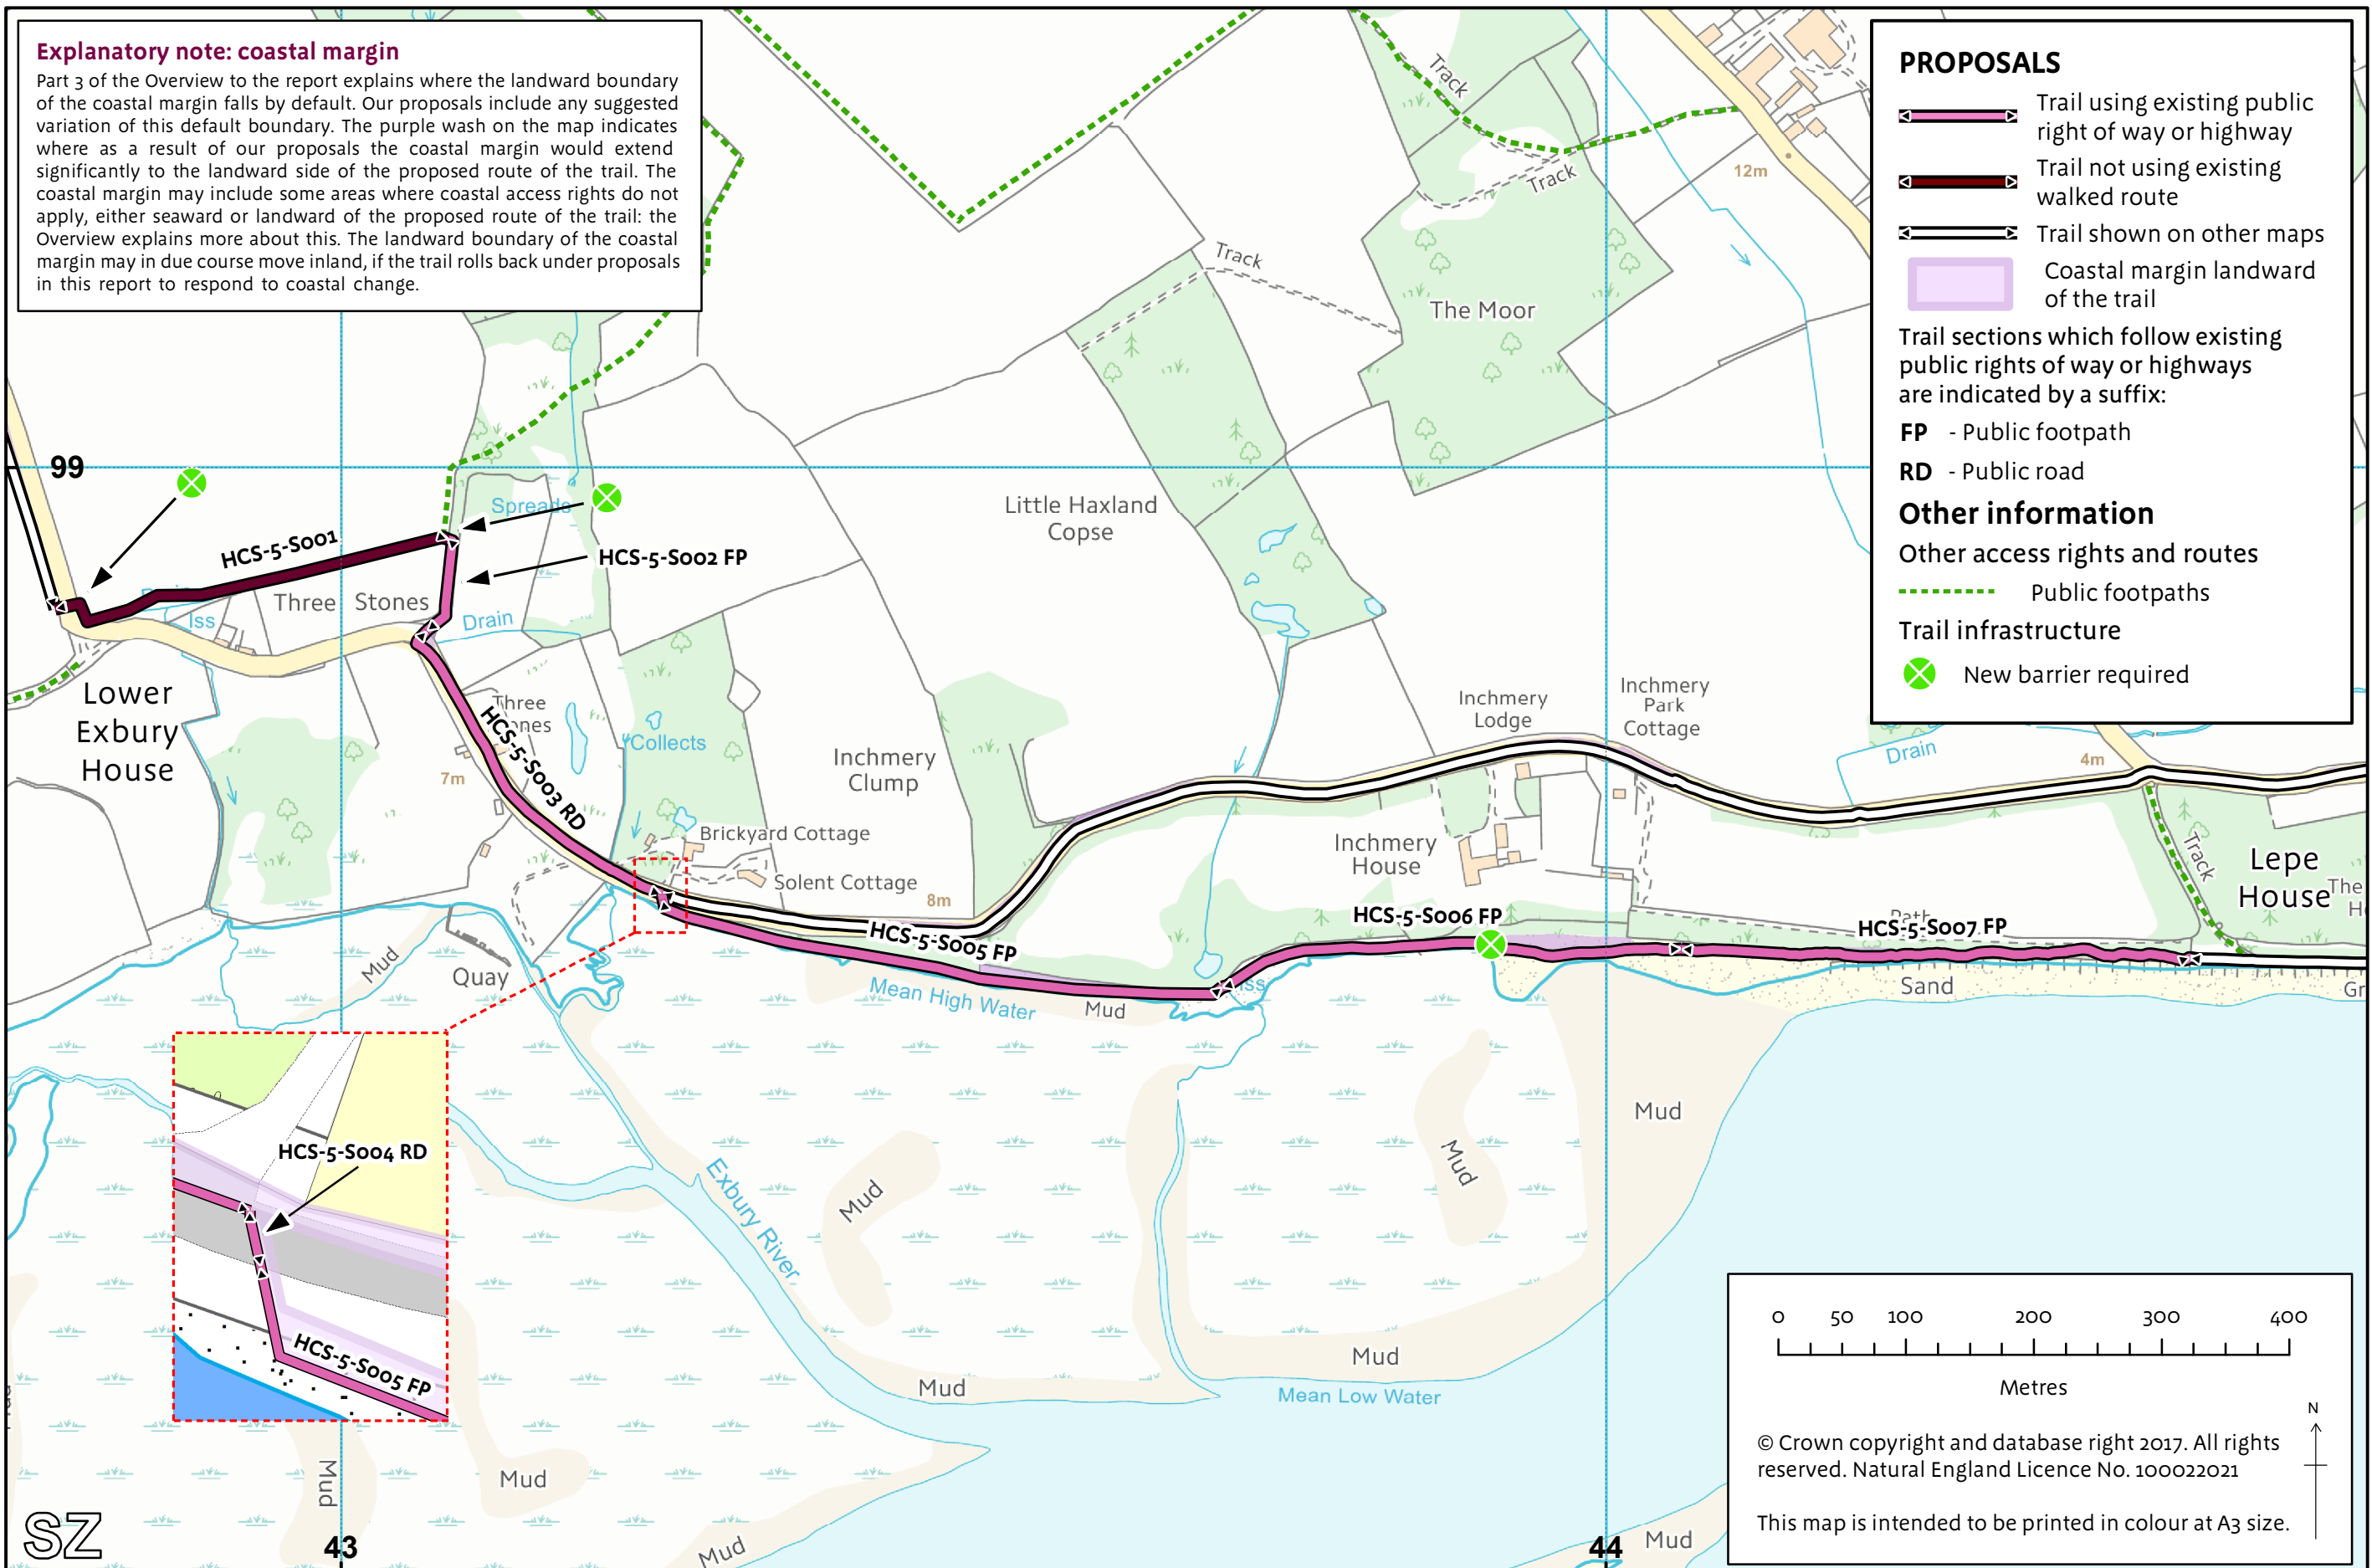 Explanatory note: coastal margin
Part 3 of the Overview to the report explains where the landward boundary
of the coastal margin falls by default. Our proposals include any suggested
variation of this default boundary. The purple wash on the map indicates
where as a result of our proposals the coastal margin would extend
significantly to the landward side of the proposed route of the trail. The
coastal margin may include some areas where coastal access rights do not
apply, either seaward or landward of the proposed route of the trail: the
Overview explains more about this. The landward boundary of the coastal
margin may in due course move inland, if the trail rolls back under proposals
in this report to respond to coastal change.
PROPOSALS
Trail using existing public
right of way or highway
Trail not using existing
walked route
Trail shown on other maps
Coastal margin landward
of the trail
Trail sections which follow existing
public rights of way or highways
are indicated by a suffix:
FP - Public footpath
RD - Public road
Other information
Other access rights and routes
Public footpaths
Trail infrastructure
New barrier required
Track
Track
12m
Track
The Moor
99
Spreads
Little Haxland
Copse
HCS-5-S001
HCS-5-S002 FP
Three Stones
Drain
Iss
Lower
Exbury
House
Three
HCS-5-S003 RD
Collects
7m
Inchmery
Clump
Inchmery
Lodge
Inchmery
Park
Cottage
Drain
4m
Brickyard Cottage
Solent Cottage
8m
Inchmery
House
Track
Lepe
House
The
HCS-5-S005 FP
HCS-5-S006 FP
Path
HCS-5-S007 FP
Mud
Quay
Mean High Water
Mud
Iss
Sand
Gr
HCS-5-S004 RD
HCS-5-S005 FP
Exbury River
Mud
Mud
Mud
Mud
Mud
Mean Low Water
Mud
Mud
Mud
Mud
SZ
43
44
0 50 100 200 300 400
Metres
N
© Crown copyright and database right 2017. All rights
reserved. Natural England Licence No. 100022021
This map is intended to be printed in colour at A3 size.